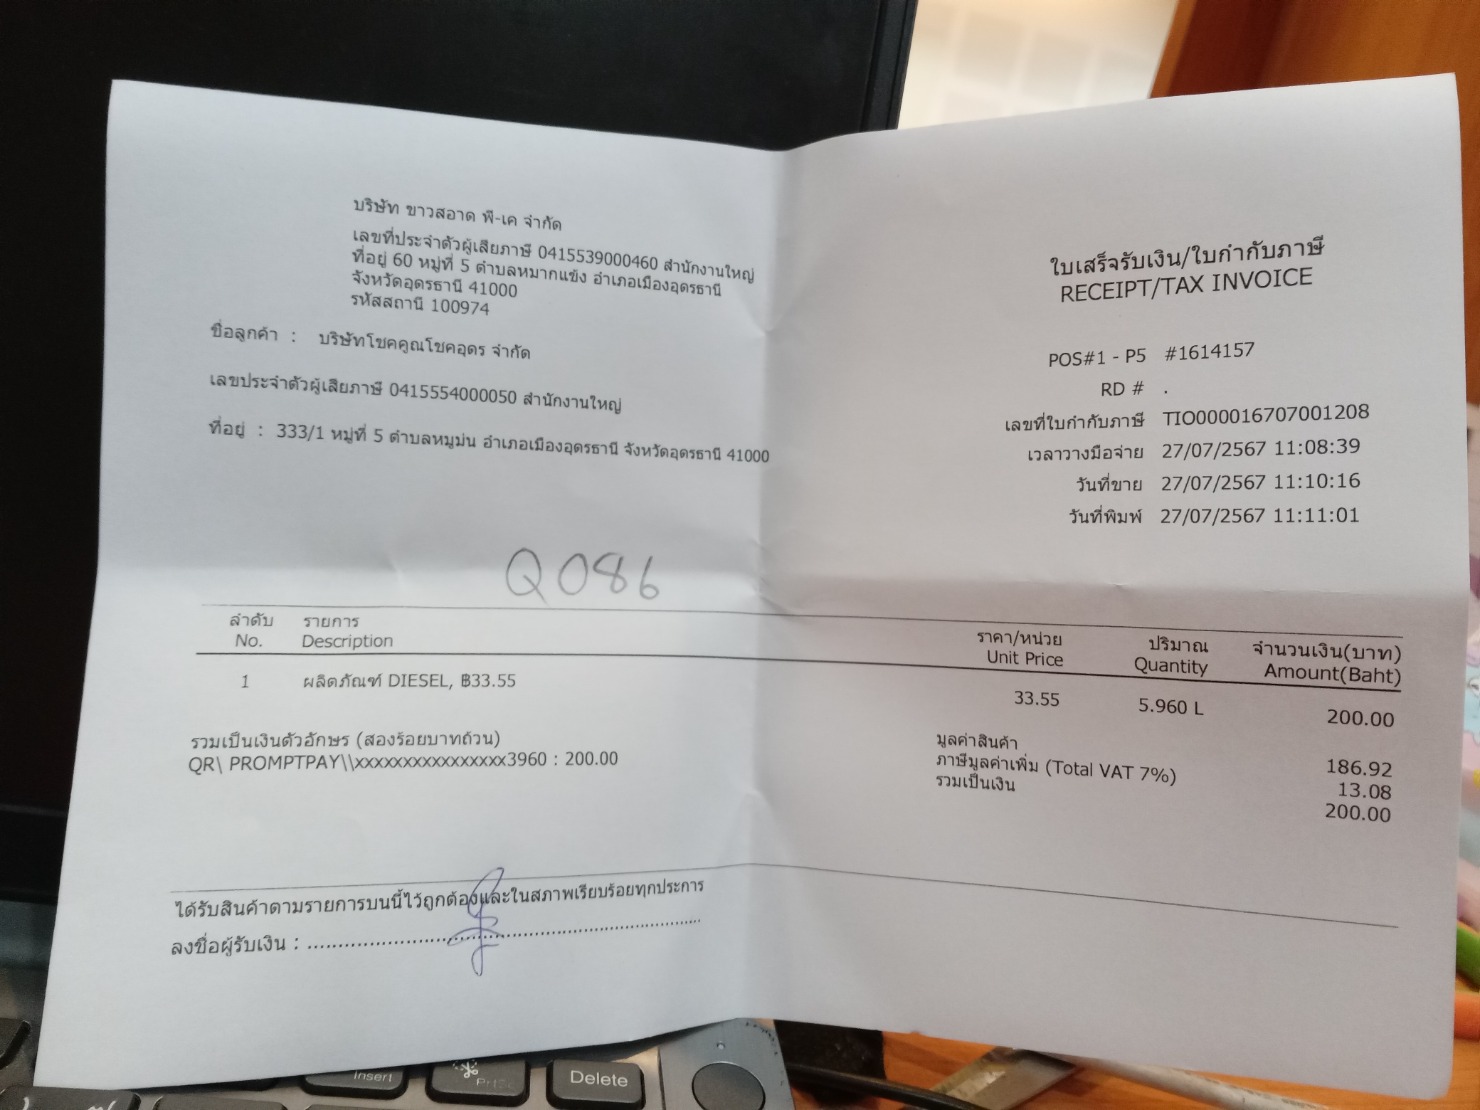 บริษัท ขาวสอาด พี-เค จำกัด
เลขที่ประจำตัวผู้เสียภาษี 0415539000460 สำนักงานใหญ่
ที่อยู่ 60 หมู่ที่ 5 ตำบลหมากแข้ง อำเภอเมืองอุดรธานี
จังหวัดอุดรธานี 41000
รหัสสถานี 100974
ชื่อลูกค้า : บริษัทโชคคูณโชคอุดร จำกัด
เลขประจำตัวผู้เสียภาษี 0415554000050 สำนักงานใหญ่
ที่อยู่ : 333/1 หมู่ที่ 5 ตำบลหมูม่น อำเภอเมืองอุดรธานี จังหวัดอุดรธานี 41000
ใบเสร็จรับเงิน/ใบกำกับภาษี
RECEIPT/TAX INVOICE
POS#1 - P5 #1614157
RD # .
เลขที่ใบกำกับภาษี TIO000016707001208
เวลาวางมือจ่าย 27/07/2567 11:08:39
วันที่ขาย 27/07/2567 11:10:16
วันที่พิมพ์ 27/07/2567 11:11:01
Q086
ลำดับ รายการ ราคา/หน่วย ปริมาณ จำนวนเงิน(บาท)
No. Description Unit Price Quantity Amount(Baht)
1 ผลิตภัณฑ์ DIESEL, ฿33.55 33.55 5.960 L 200.00
รวมเป็นเงินตัวอักษร (สองร้อยบาทถ้วน)
QR\ PROMPTPAY\\xxxxxxxxxxxxxxxx3960 : 200.00
มูลค่าสินค้า 186.92
ภาษีมูลค่าเพิ่ม (Total VAT 7%) 13.08
รวมเป็นเงิน 200.00
ได้รับสินค้าตามรายการบนนี้ไว้ถูกต้องและในสภาพเรียบร้อยทุกประการ
ลงชื่อผู้รับเงิน : ..............................................................
Insert
PrtSc
Delete